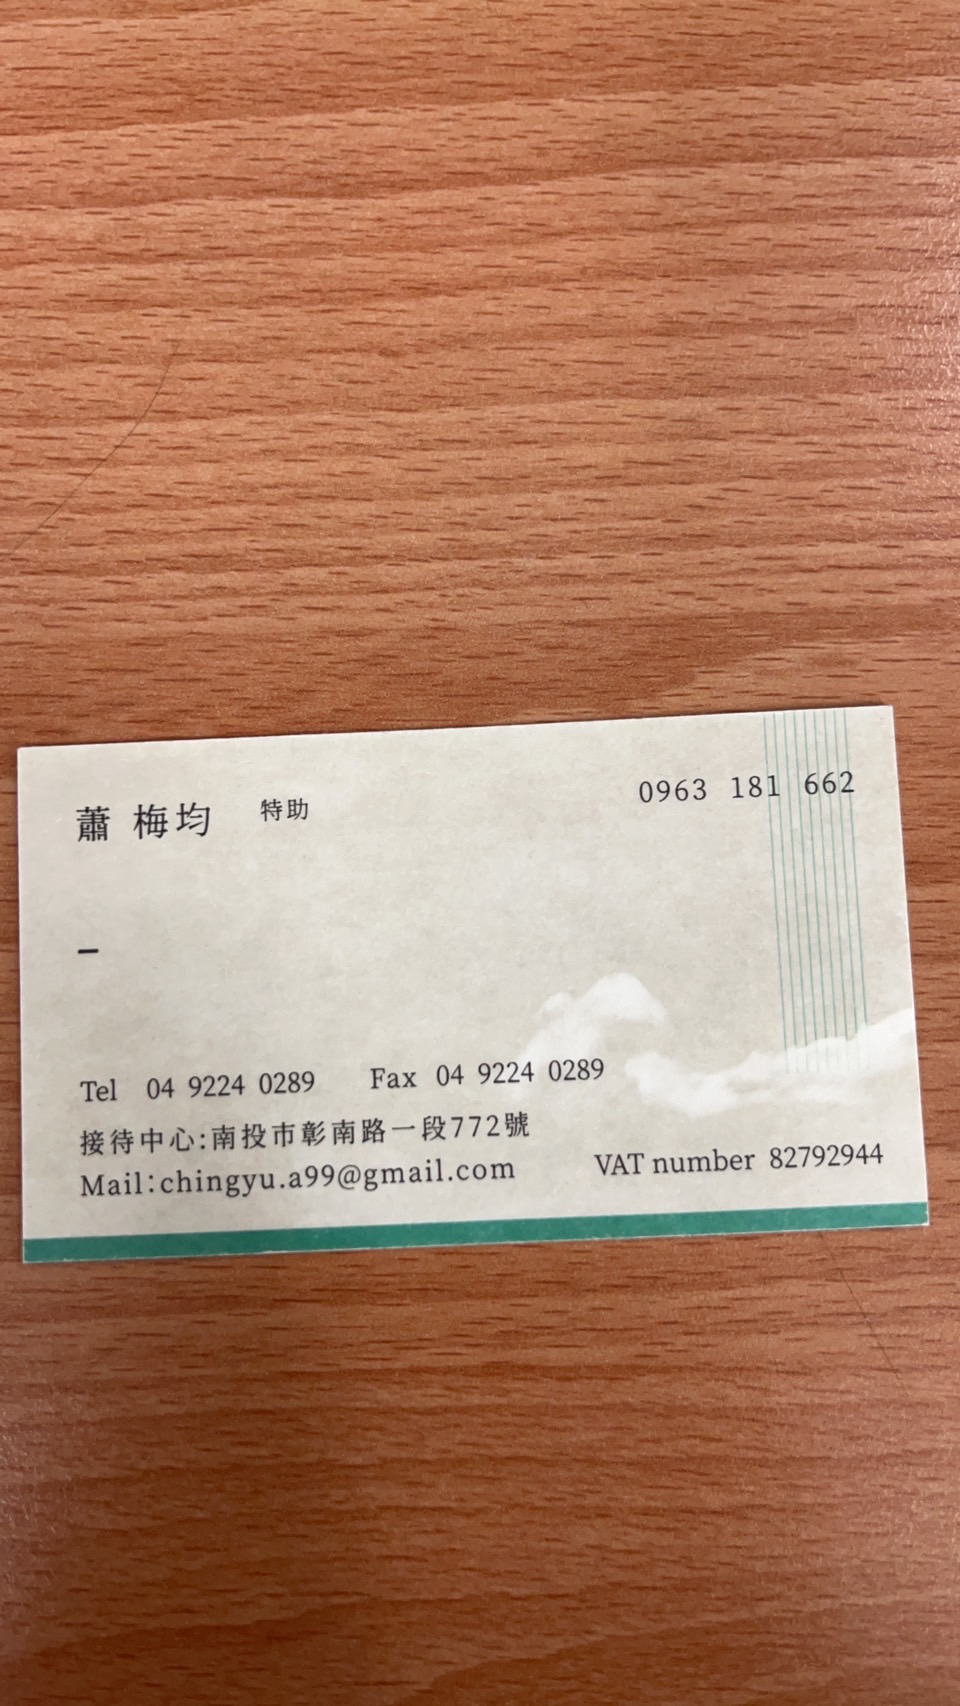 蕭 梅均 特助 0963 181 662
Tel 04 9224 0289 Fax 04 9224 0289
接待中心:南投市彰南路一段772號
Mail:chingyu.a99@gmail.com VAT number 82792944